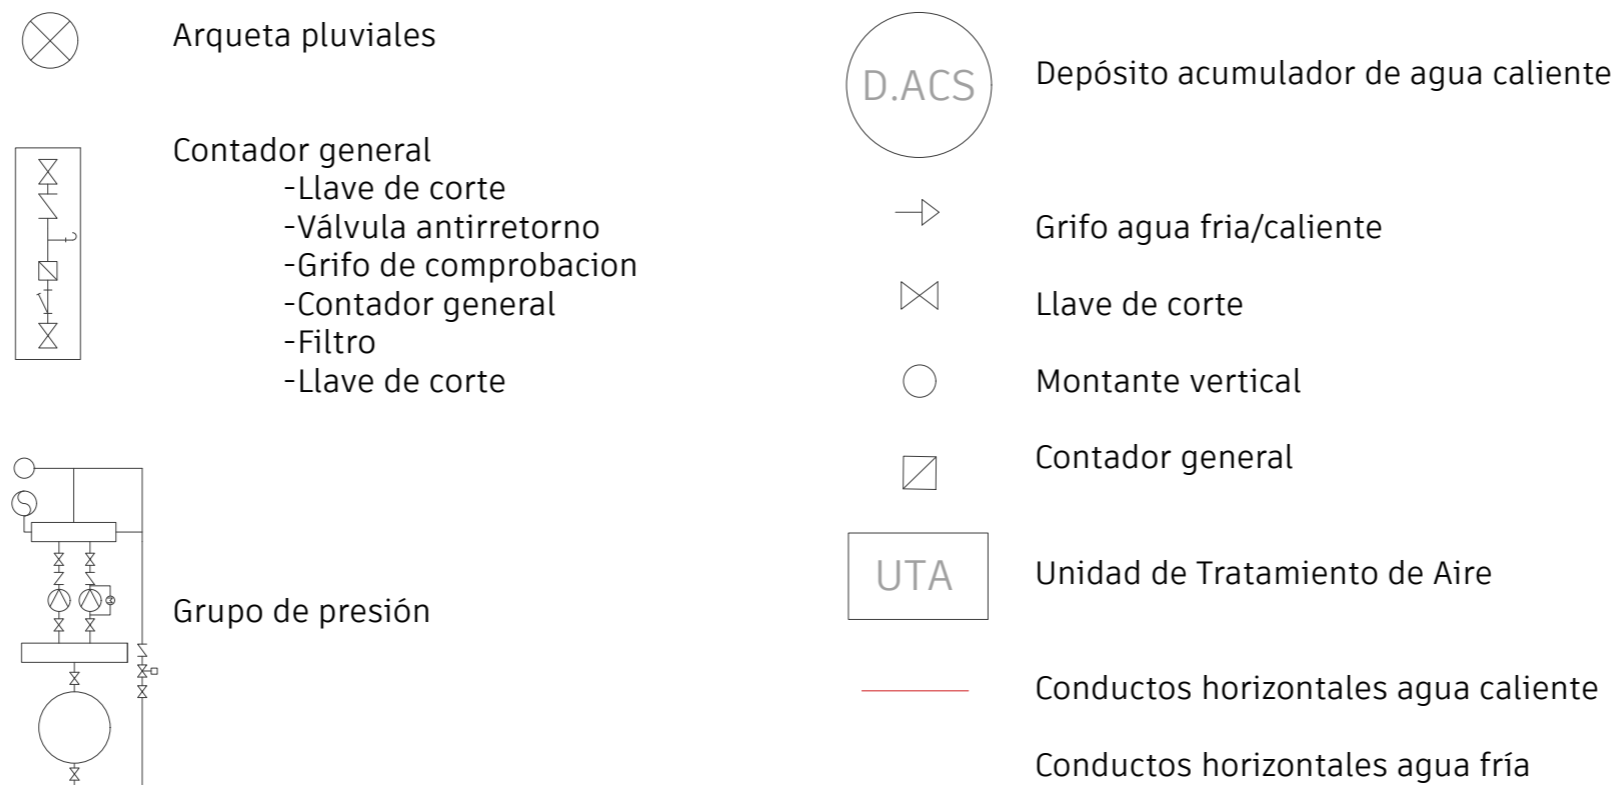 Arqueta pluviales
Contador general
-Llave de corte
-Válvula antirretorno
-Grifo de comprobacion
-Contador general
-Filtro
-Llave de corte
Grupo de presión
D.ACS
Depósito acumulador de agua caliente
Grifo agua fria/caliente
Llave de corte
Montante vertical
Contador general
UTA
Unidad de Tratamiento de Aire
Conductos horizontales agua caliente
Conductos horizontales agua fría